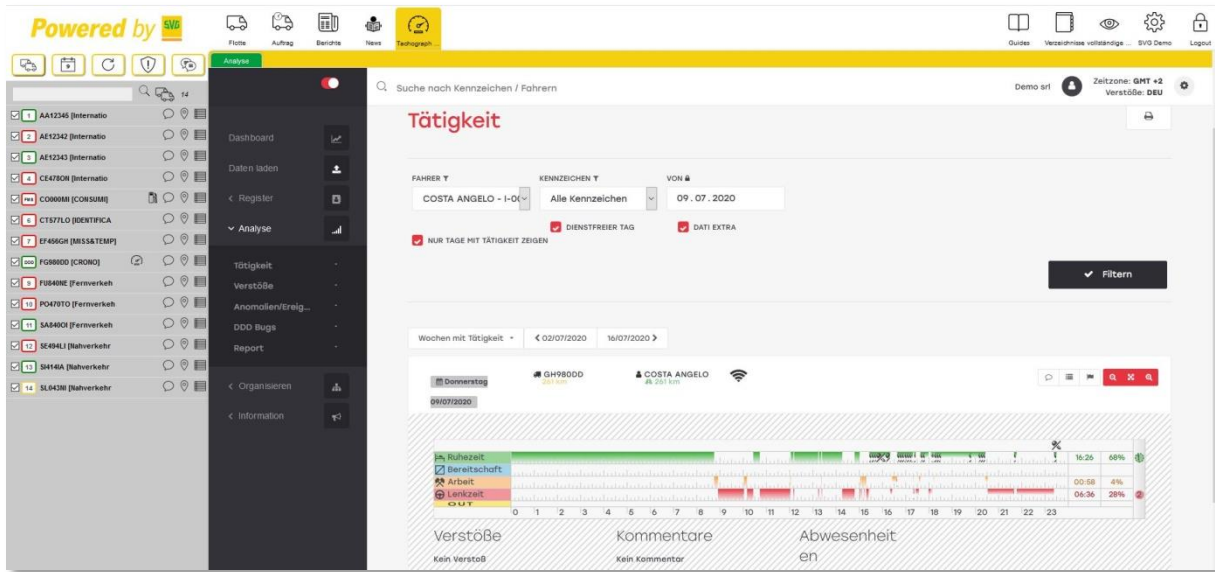 Powered by SVG
Flotte Auftrag Berichte News Tachograph ...
Guides Verzeichnisse vollständige ... SVG Demo Logout
Analyse
14
1 AA12345 [Internatio
2 AE12342 [Internatio
3 AE12343 [Internatio
4 CE478ON [Internatio
CO000MI [CONSUMI]
6 CT577LO [IDENTIFICA
7 EF456GH [MISS&TEMP]
DDD FG980DD [CRONO]
9 FU840NE [Fernverkeh
10 PO470TO [Fernverkeh
11 SA840OI [Fernverkeh
12 SE494LI [Nahverkehr
13 SI414IA [Nahverkehr
14 SL043NI [Nahverkehr
Dashboard
Daten laden
< Register
Analyse
Tätigkeit
Verstöße
Anomalien/Ereig...
DDD Bugs
Report
< Organisieren
< Information
Suche nach Kennzeichen / Fahrern
Demo srl
Zeitzone: GMT +2
Verstöße: DEU
Tätigkeit
FAHRER KENNZEICHEN VON
COSTA ANGELO - I-00 Alle Kennzeichen 09.07.2020
DIENSTFREIER TAG DATI EXTRA
NUR TAGE MIT TÄTIGKEIT ZEIGEN
Filtern
Wochen mit Tätigkeit < 02/07/2020 16/07/2020 >
Donnerstag GH980DD COSTA ANGELO
261 km 261 km
09/07/2020
Ruhezeit 16:26 68% 1
Bereitschaft
Arbeit 00:58 4%
Lenkzeit 06:36 28% 2
OUT
0 1 2 3 4 5 6 7 8 9 10 11 12 13 14 15 16 17 18 19 20 21 22 23
Verstöße Kommentare Abwesenheit
en
Kein Verstoß Kein Kommentar